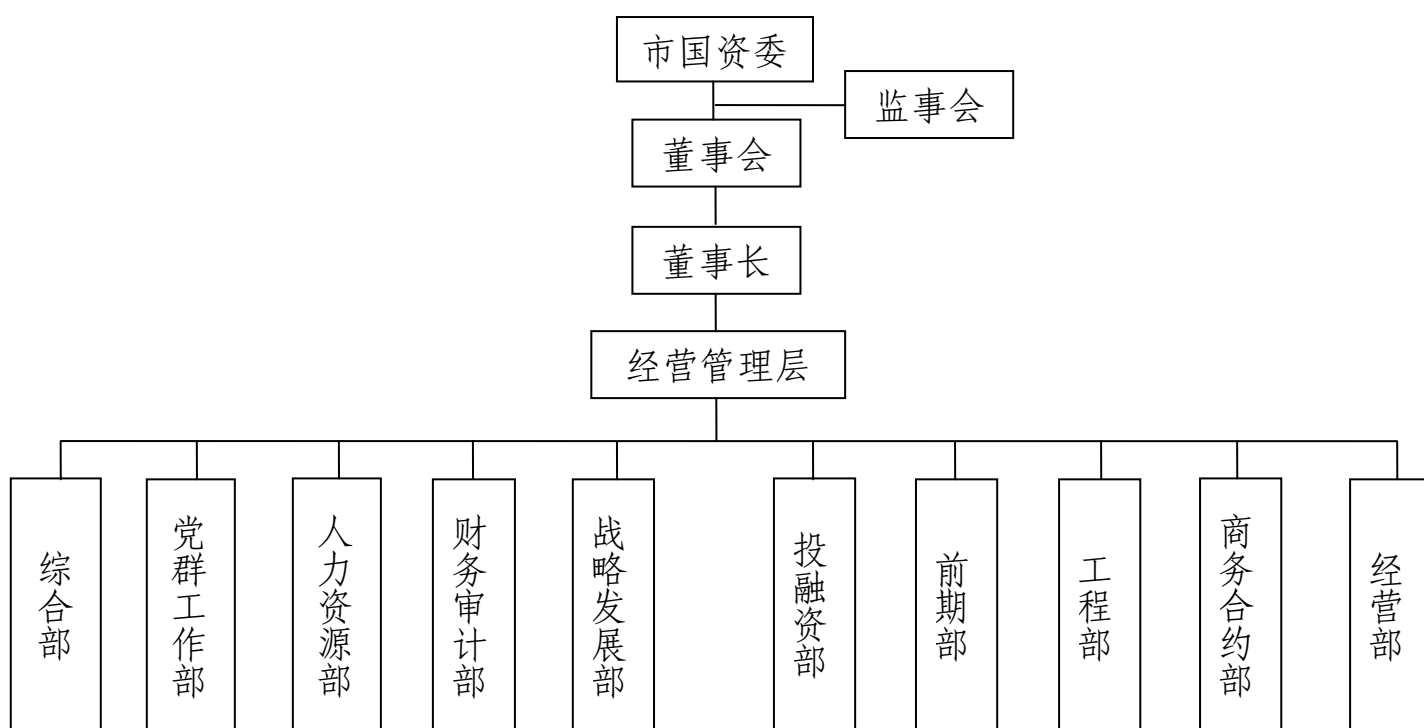 市国资委
监事会
董事会
董事长
经营管理层
综合部
党群工作部
人力资源部
财务审计部
战略发展部
投融资部
前期部
工程部
商务合约部
经营部